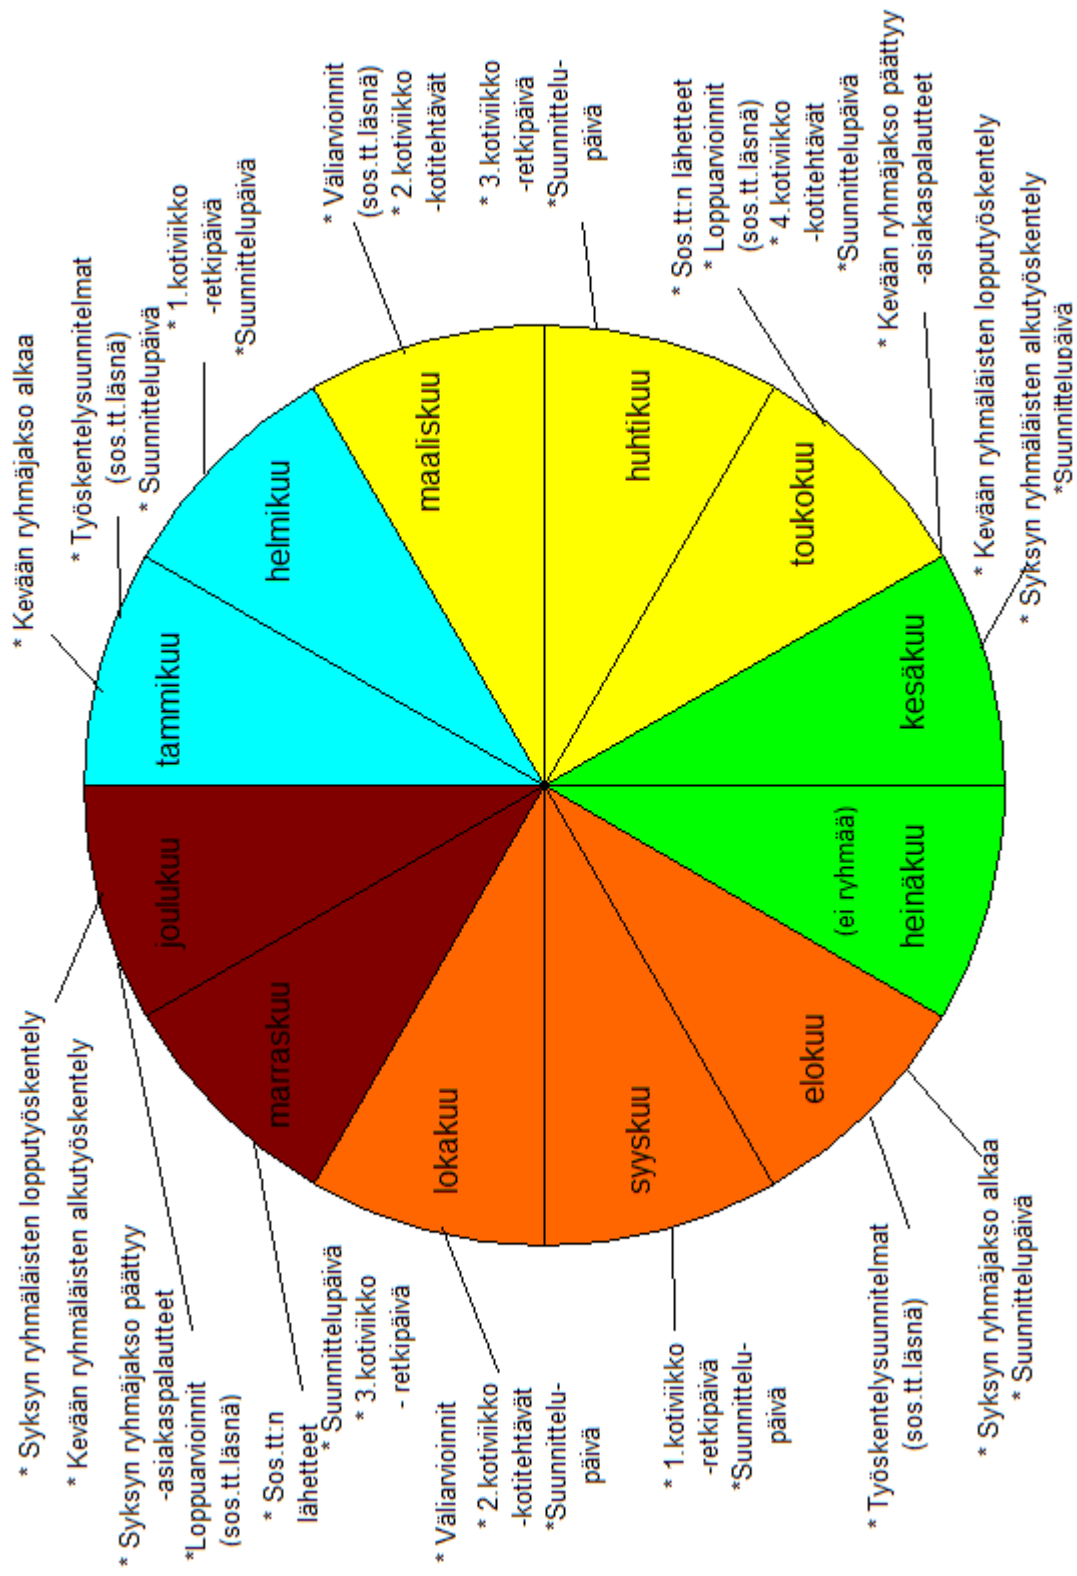 * Kevään ryhmäjakso alkaa
* Työskentelysuunnitelmat
(sos.tt.läsnä)
* Suunnittelupäivä
* 1.kotiviikko
-retkipäivä
*Suunnittelupäivä
* Väliarvioinnit
(sos.tt.läsnä)
* 2.kotiviikko
-kotitehtävät
* 3.kotiviikko
-retkipäivä
*Suunnittelu-
päivä
* Sos.tt:n lähetteet
* Loppuarvioinnit
(sos.tt.läsnä)
* 4.kotiviikko
-kotitehtävät
*Suunnittelupäivä
* Kevään ryhmäjakso päättyy
-asiakaspalautteet
* Kevään ryhmäläisten lopputyöskentely
* Syksyn ryhmäläisten alkutyöskentely
*Suunnittelupäivä
tammikuu
helmikuu
maaliskuu
huhtikuu
toukokuu
kesäkuu
(ei ryhmää)
heinäkuu
elokuu
syyskuu
lokakuu
marraskuu
joulukuu
* Syksyn ryhmäläisten lopputyöskentely
* Kevään ryhmäläisten alkutyöskentely
* Syksyn ryhmäjakso päättyy
-asiakaspalautteet
*Loppuarvioinnit
(sos.tt.läsnä)
* Sos.tt:n
lähetteet
* Suunnittelupäivä
* 3.kotiviikko
- retkipäivä
* Väliarvioinnit
* 2.kotiviikko
-kotitehtävät
*Suunnittelu-
päivä
* 1.kotiviikko
-retkipäivä
*Suunnittelu-
päivä
*Työskentelysuunnitelmat
(sos.tt.läsnä)
* Syksyn ryhmäjakso alkaa
* Suunnittelupäivä